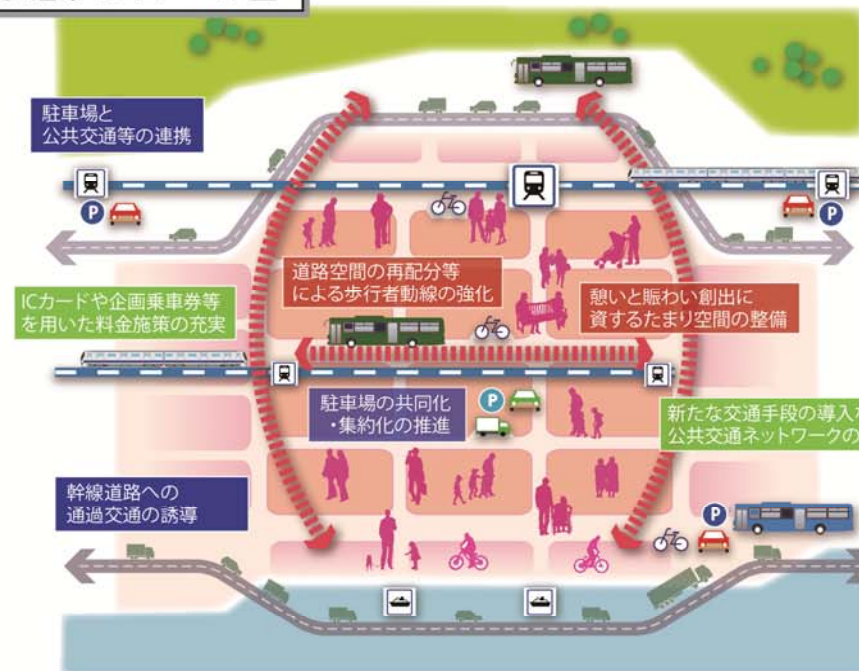 駐車場と
公共交通等の連携
P
P
道路空間の再配分等
による歩行者動線の強化
ICカードや企画乗車券等
を用いた料金施策の充実
憩いと賑わい創出に
資するたまり空間の整備
駐車場の共同化
・集約化の推進
P
新たな交通手段の導入
公共交通ネットワークの
幹線道路への
通過交通の誘導
P